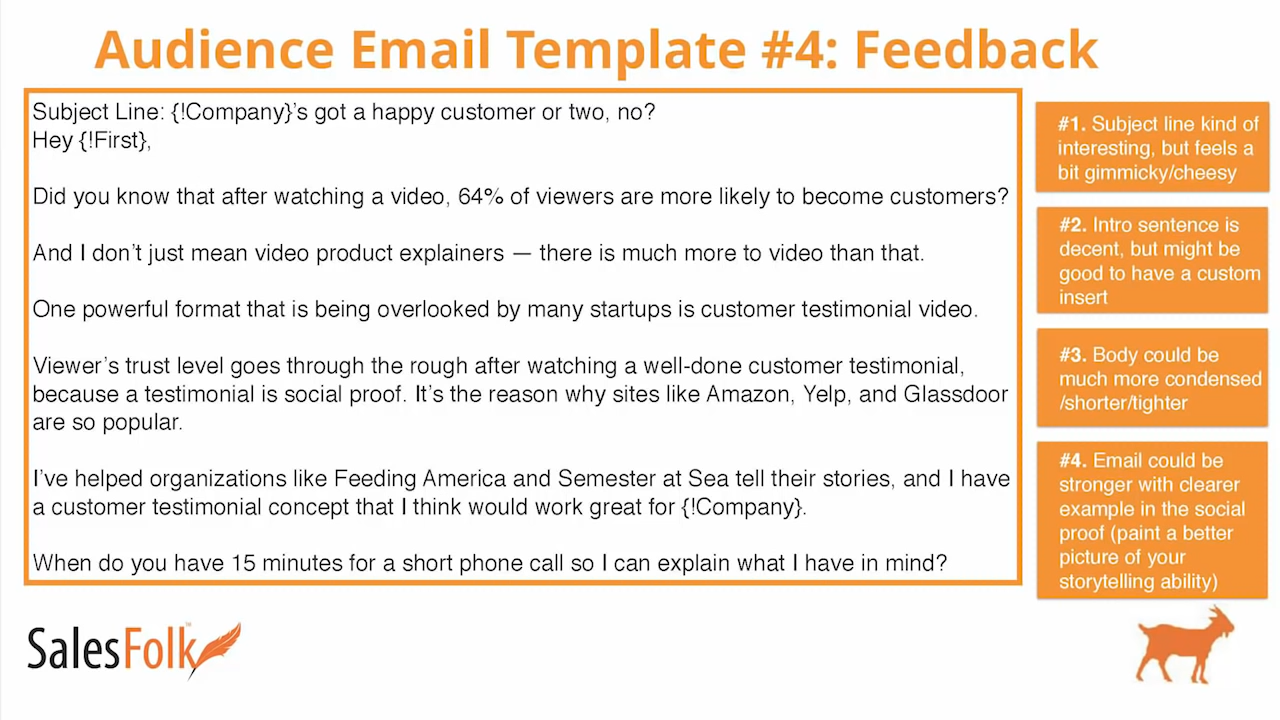 Audience Email Template #4: Feedback
Subject Line: {!Company}’s got a happy customer or two, no?
Hey {!First},
Did you know that after watching a video, 64% of viewers are more likely to become customers?
And I don’t just mean video product explainers — there is much more to video than that.
One powerful format that is being overlooked by many startups is customer testimonial video.
Viewer’s trust level goes through the rough after watching a well-done customer testimonial,
because a testimonial is social proof. It’s the reason why sites like Amazon, Yelp, and Glassdoor
are so popular.
I’ve helped organizations like Feeding America and Semester at Sea tell their stories, and I have
a customer testimonial concept that I think would work great for {!Company}.
When do you have 15 minutes for a short phone call so I can explain what I have in mind?
#1. Subject line kind of
interesting, but feels a
bit gimmicky/cheesy
#2. Intro sentence is
decent, but might be
good to have a custom
insert
#3. Body could be
much more condensed
/shorter/tighter
#4. Email could be
stronger with clearer
example in the social
proof (paint a better
picture of your
storytelling ability)
SalesFolk™